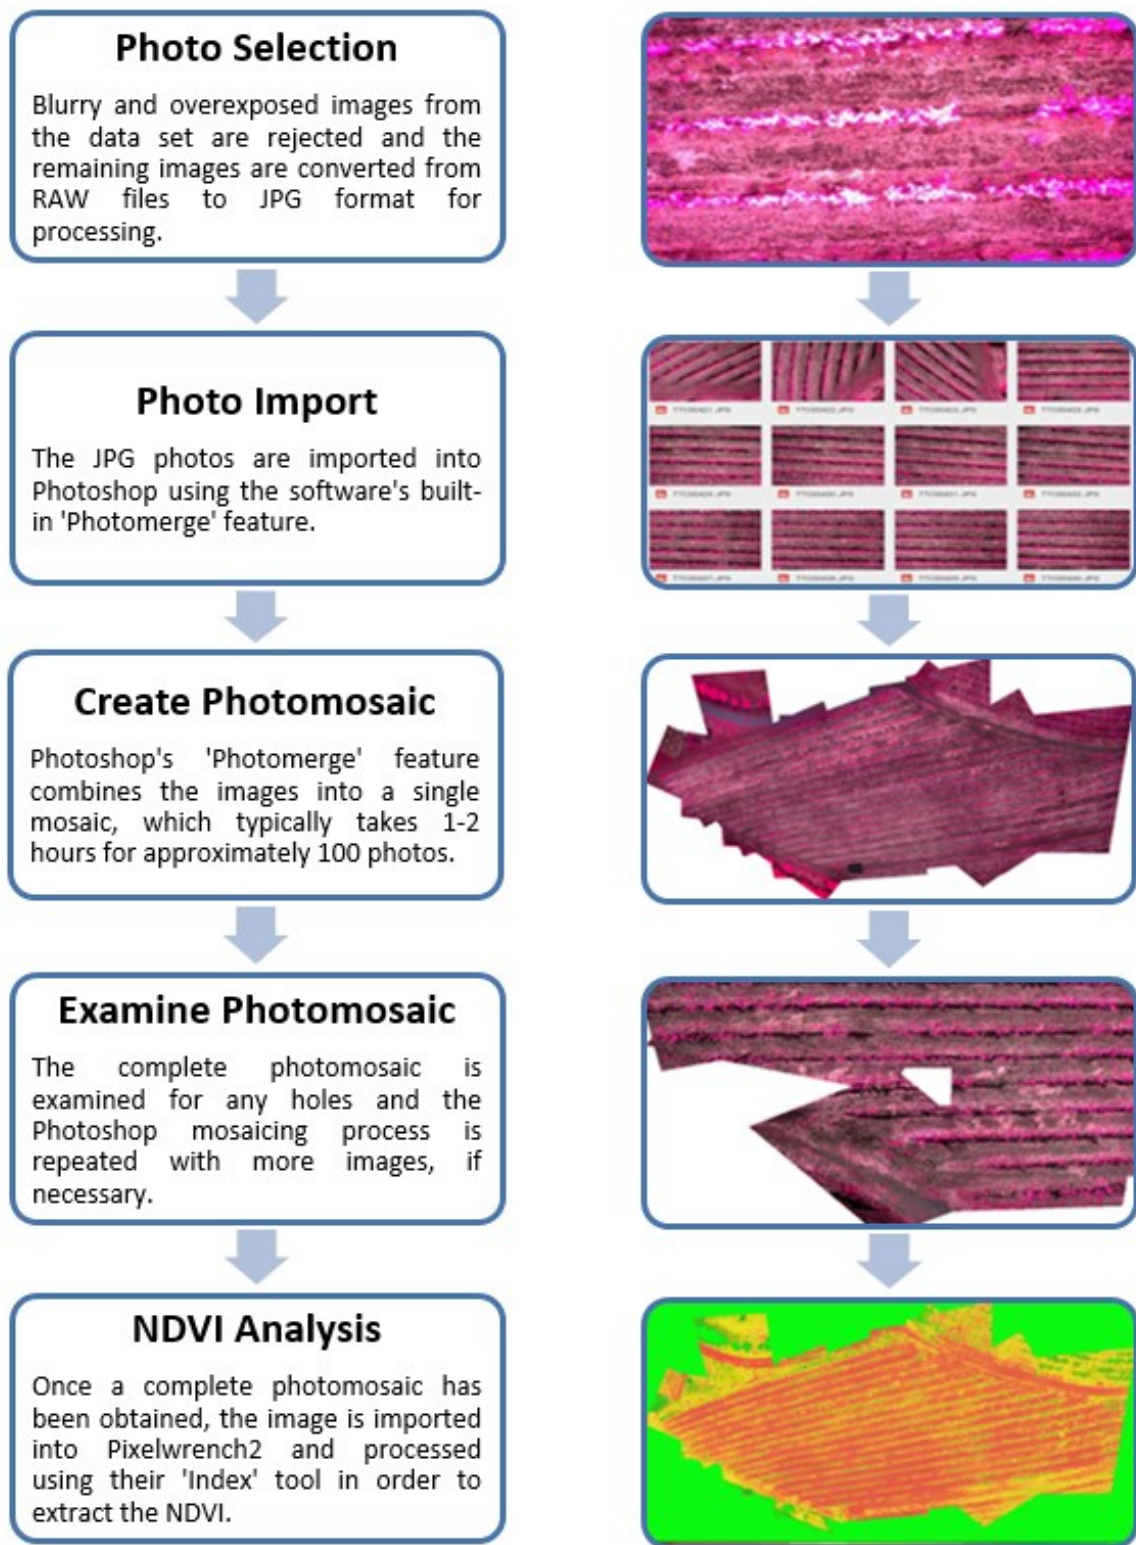 Photo Selection
Blurry and overexposed images from
the data set are rejected and the
remaining images are converted from
RAW files to JPG format for
processing.
Photo Import
The JPG photos are imported into
Photoshop using the software's built-
in 'Photomerge' feature.
Create Photomosaic
Photoshop's 'Photomerge' feature
combines the images into a single
mosaic, which typically takes 1-2
hours for approximately 100 photos.
Examine Photomosaic
The complete photomosaic is
examined for any holes and the
Photoshop mosaicing process is
repeated with more images, if
necessary.
NDVI Analysis
Once a complete photomosaic has
been obtained, the image is imported
into Pixelwrench2 and processed
using their 'Index' tool in order to
extract the NDVI.